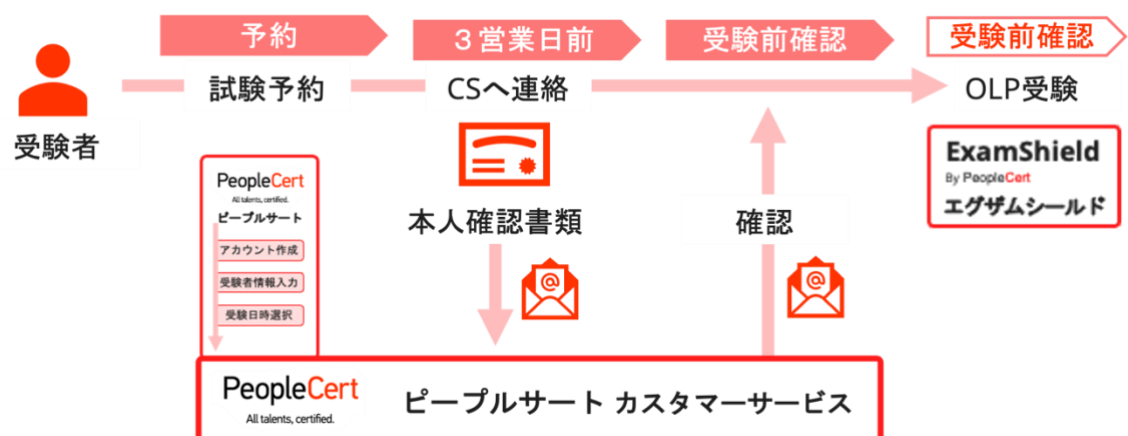 予約
3営業日前
受験前確認
受験前確認
受験者
試験予約
CSへ連絡
OLP受験
PeopleCert
All talents, certified.
ピープルサート
アカウント作成
受験者情報入力
受験日時選択
本人確認書類
@
確認
@
ExamShield
By PeopleCert
エグザムシールド
PeopleCert
All talents, certified.
ピープルサート カスタマーサービス